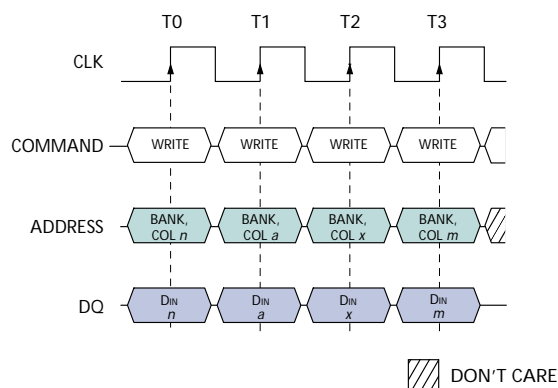 T0 T1 T2 T3
CLK
COMMAND WRITE WRITE WRITE WRITE
ADDRESS BANK, COL n BANK, COL a BANK, COL x BANK, COL m
DQ DIN n DIN a DIN x DIN m
DON'T CARE